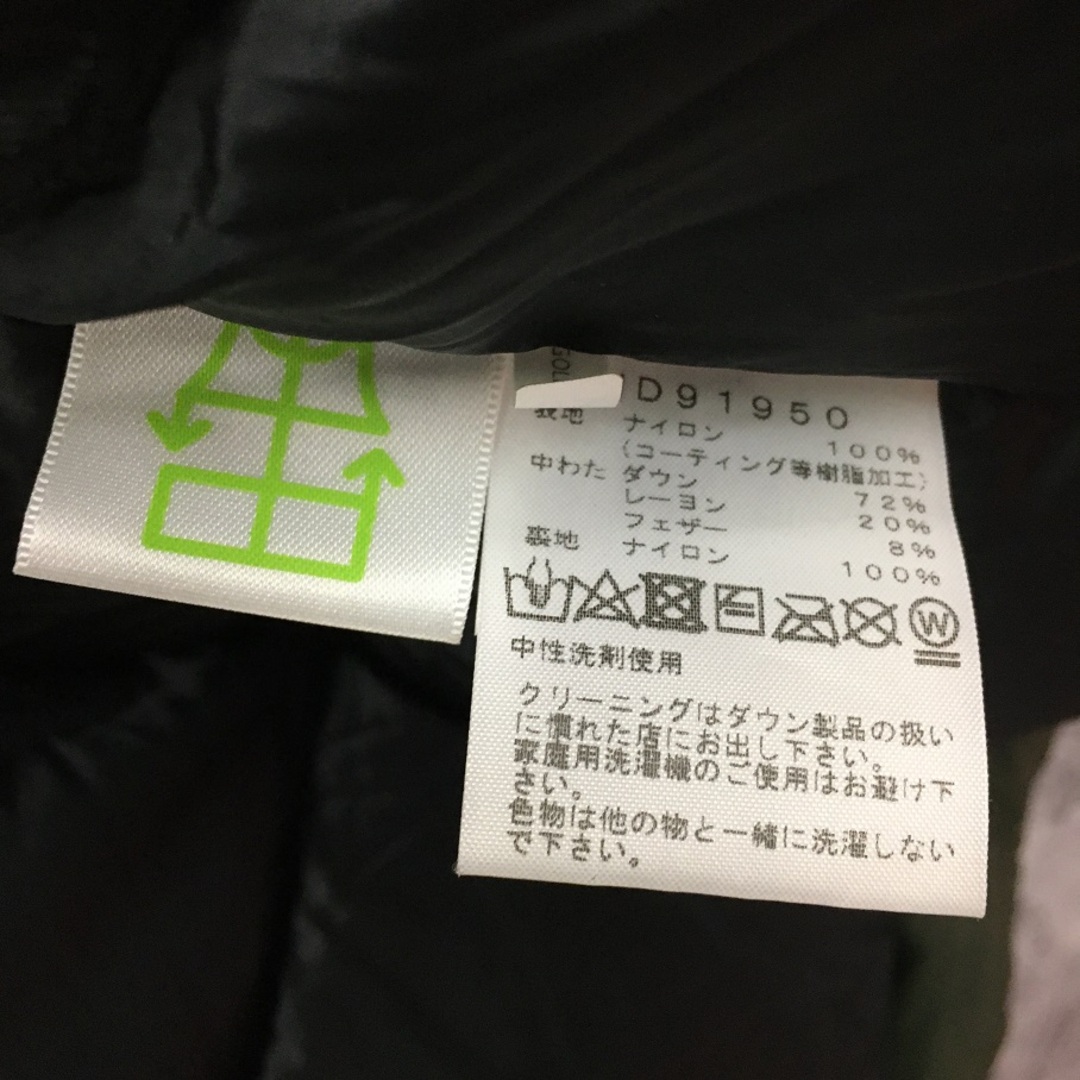 D91950
表地 ナイロン 100%
(コーティング等樹脂加工)
中わた ダウン 72%
レーヨン 20%
フェザー 8%
裏地 ナイロン 100%
W
中性洗剤使用
クリーニングはダウン製品の扱い
に慣れた店にお出し下さい。
家庭用洗濯機のご使用はお避け下
さい。
色物は他の物と一緒に洗濯しない
で下さい。